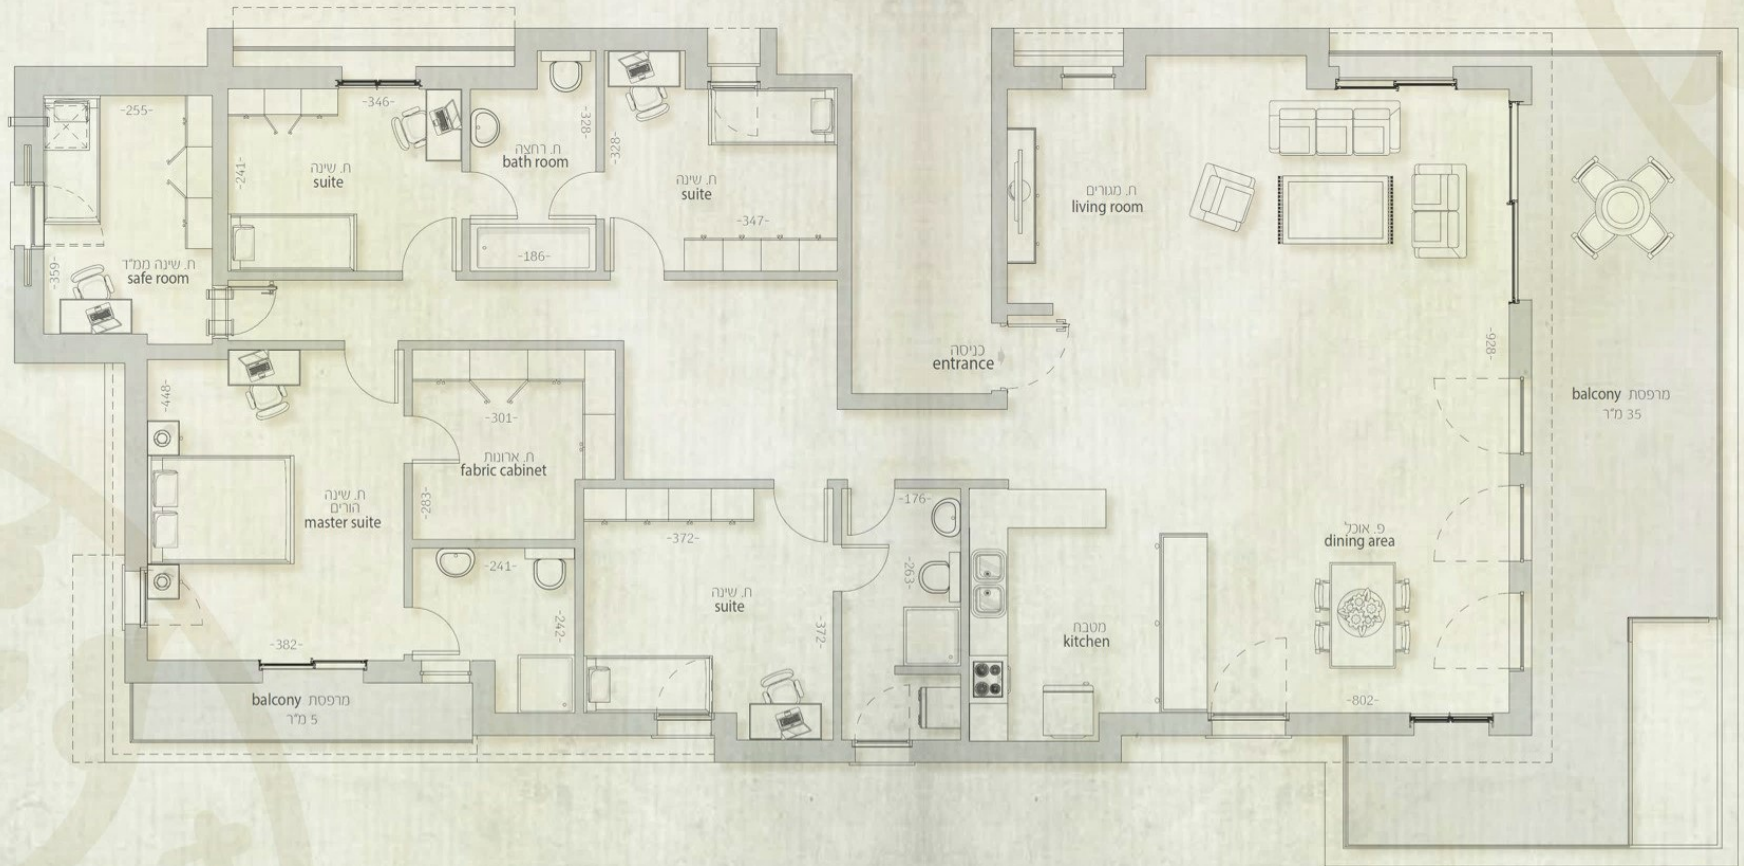 -255-
-346-
-241-
ח. שינה
suite
-328-
ח. רחצה
bath room
-186-
-328-
ח. שינה
suite
-347-
ח. מגורים
living room
ח. שינה ממ"ד
safe room
-359-
כניסה
entrance
-928-
balcony מרפסת
35 מ"ר
-448-
-301-
ח. ארונות
fabric cabinet
-283-
ח. שינה
הורים
master suite
-382-
-241-
-242-
-372-
ח. שינה
suite
-372-
-176-
-263-
מטבח
kitchen
פ. אוכל
dining area
-802-
balcony מרפסת
5 מ"ר